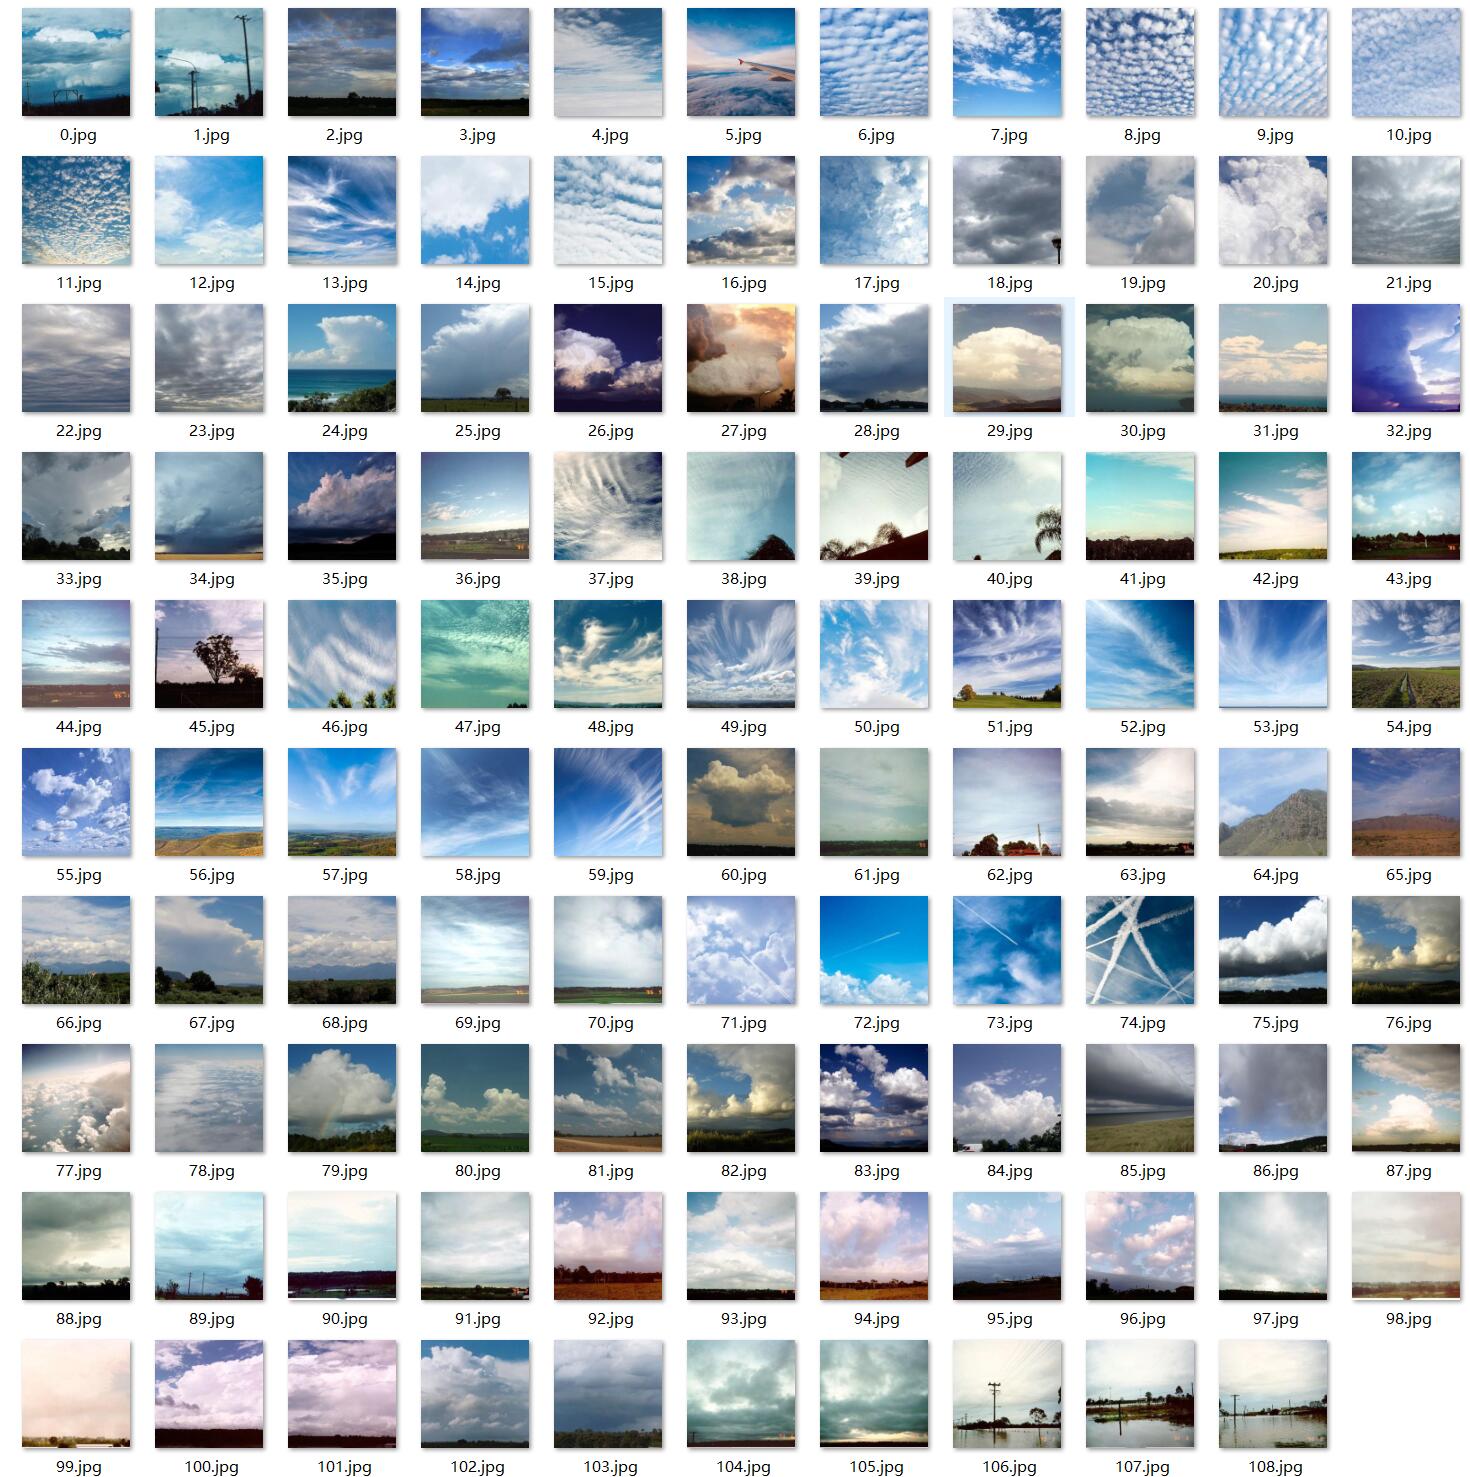 0.jpg 1.jpg 2.jpg 3.jpg 4.jpg 5.jpg 6.jpg 7.jpg 8.jpg 9.jpg 10.jpg
11.jpg 12.jpg 13.jpg 14.jpg 15.jpg 16.jpg 17.jpg 18.jpg 19.jpg 20.jpg 21.jpg
22.jpg 23.jpg 24.jpg 25.jpg 26.jpg 27.jpg 28.jpg 29.jpg 30.jpg 31.jpg 32.jpg
33.jpg 34.jpg 35.jpg 36.jpg 37.jpg 38.jpg 39.jpg 40.jpg 41.jpg 42.jpg 43.jpg
44.jpg 45.jpg 46.jpg 47.jpg 48.jpg 49.jpg 50.jpg 51.jpg 52.jpg 53.jpg 54.jpg
55.jpg 56.jpg 57.jpg 58.jpg 59.jpg 60.jpg 61.jpg 62.jpg 63.jpg 64.jpg 65.jpg
66.jpg 67.jpg 68.jpg 69.jpg 70.jpg 71.jpg 72.jpg 73.jpg 74.jpg 75.jpg 76.jpg
77.jpg 78.jpg 79.jpg 80.jpg 81.jpg 82.jpg 83.jpg 84.jpg 85.jpg 86.jpg 87.jpg
88.jpg 89.jpg 90.jpg 91.jpg 92.jpg 93.jpg 94.jpg 95.jpg 96.jpg 97.jpg 98.jpg
99.jpg 100.jpg 101.jpg 102.jpg 103.jpg 104.jpg 105.jpg 106.jpg 107.jpg 108.jpg